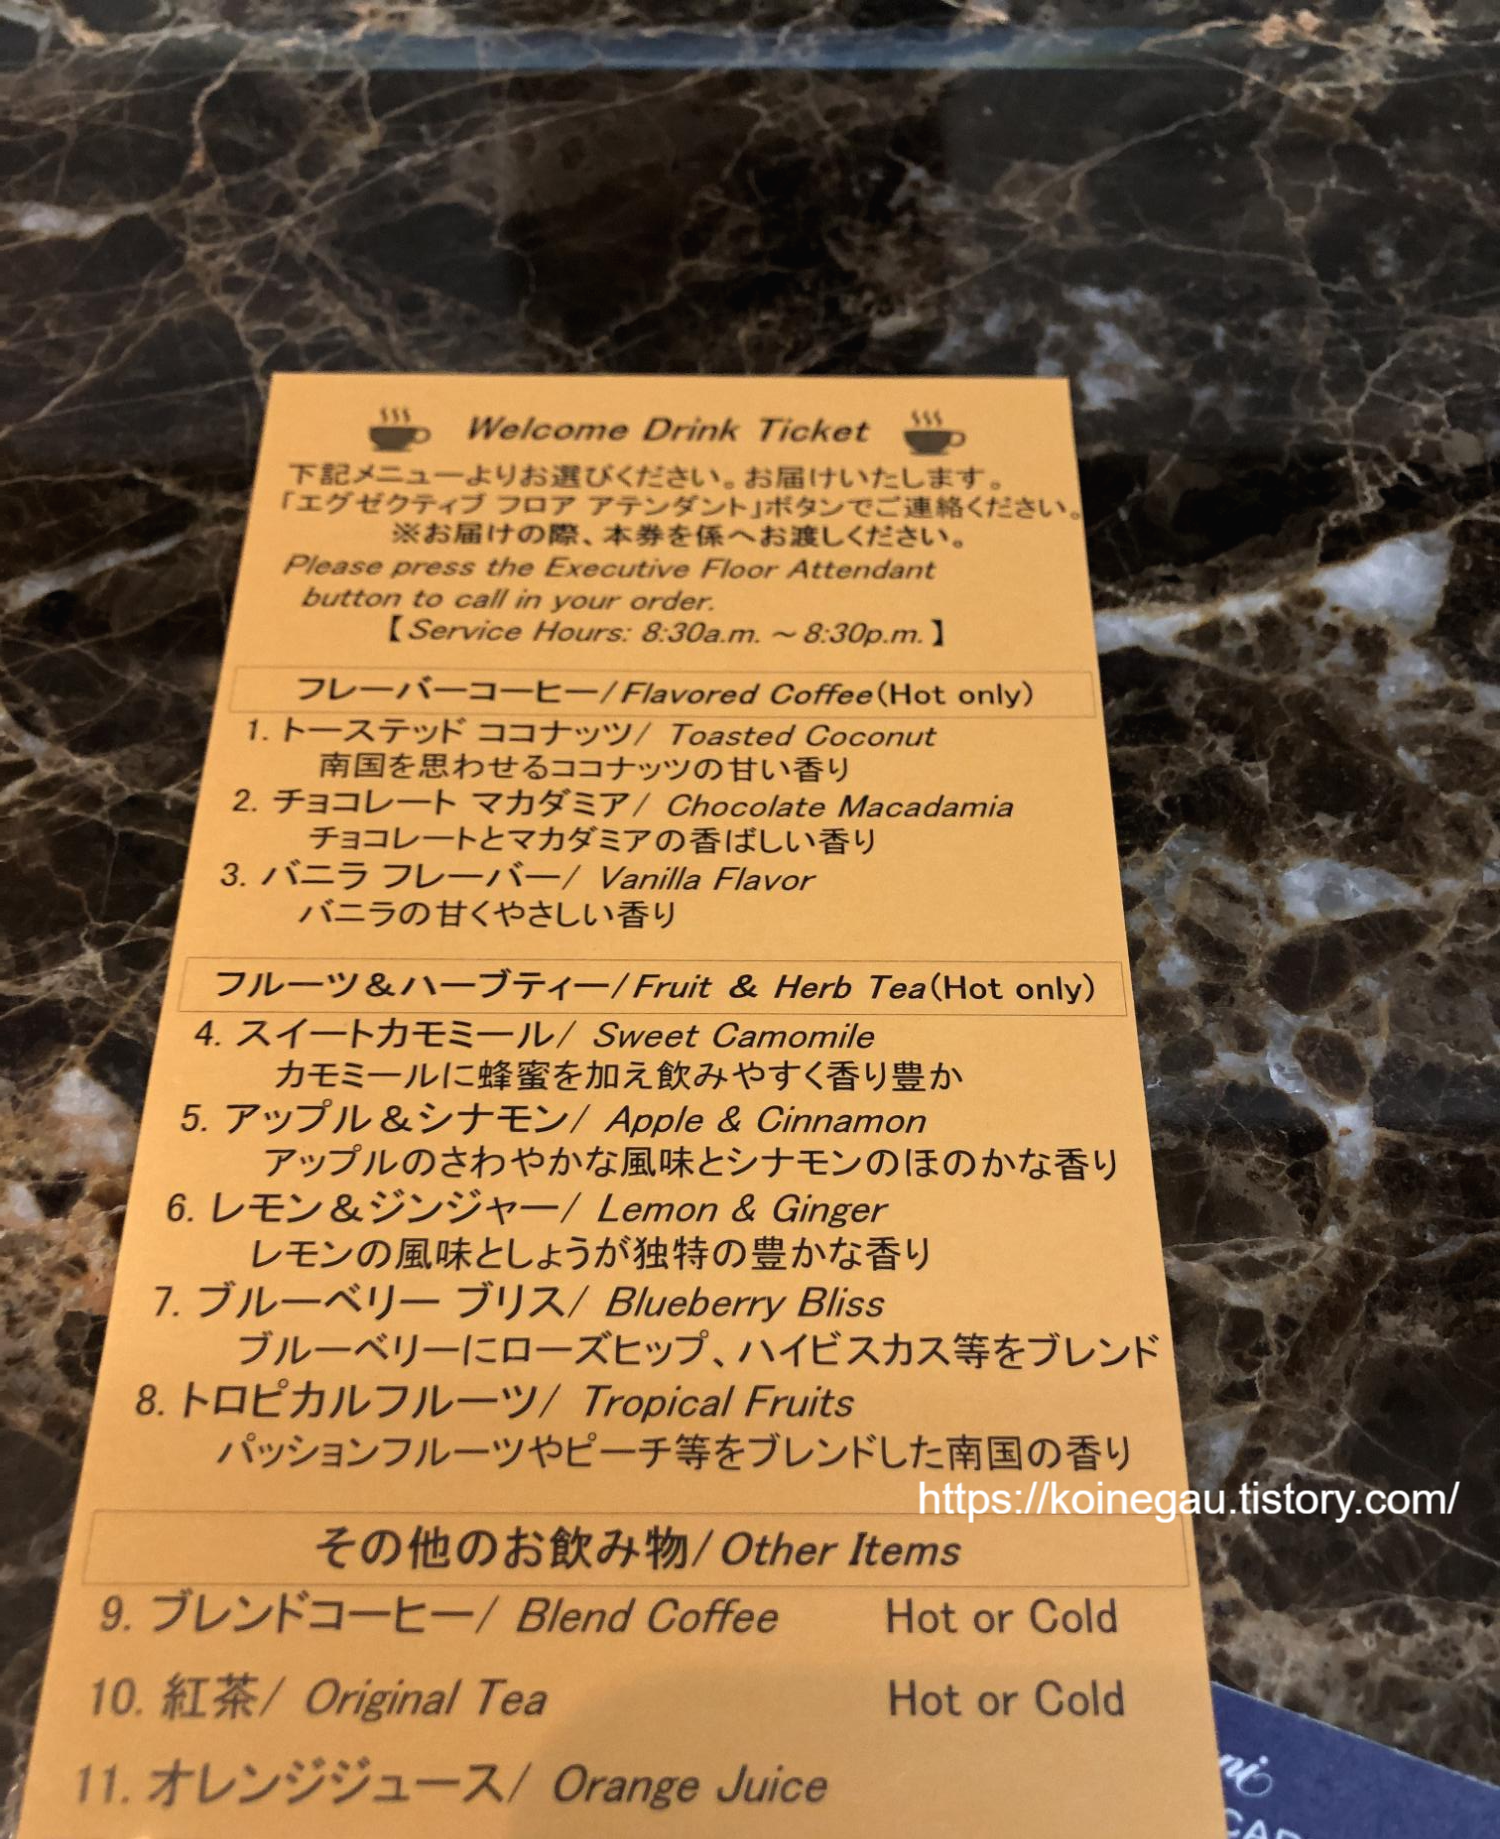 Welcome Drink Ticket
下記メニューよりお選びください。お届けいたします。
「エグゼクティブ フロア アテンダント」ボタンでご連絡ください。
※お届けの際、本券を係へお渡しください。
Please press the Executive Floor Attendant
button to call in your order.
【Service Hours: 8:30a.m. ～ 8:30p.m.】
フレーバーコーヒー/Flavored Coffee(Hot only)
1. トーステッド ココナッツ/ Toasted Coconut
南国を思わせるココナッツの甘い香り
2. チョコレート マカダミア/ Chocolate Macadamia
チョコレートとマカダミアの香ばしい香り
3. バニラ フレーバー/ Vanilla Flavor
バニラの甘くやさしい香り
フルーツ＆ハーブティー/Fruit & Herb Tea(Hot only)
4. スイートカモミール/ Sweet Camomile
カモミールに蜂蜜を加え飲みやすく香り豊か
5. アップル＆シナモン/ Apple & Cinnamon
アップルのさわやかな風味とシナモンのほのかな香り
6. レモン＆ジンジャー/ Lemon & Ginger
レモンの風味としょうが独特の豊かな香り
7. ブルーベリー ブリス/ Blueberry Bliss
ブルーベリーにローズヒップ、ハイビスカス等をブレンド
8. トロピカルフルーツ/ Tropical Fruits
パッションフルーツやピーチ等をブレンドした南国の香り
https://koinegau.tistory.com/
その他のお飲み物/Other Items
9. ブレンドコーヒー/ Blend Coffee Hot or Cold
10. 紅茶/ Original Tea Hot or Cold
11. オレンジジュース/ Orange Juice